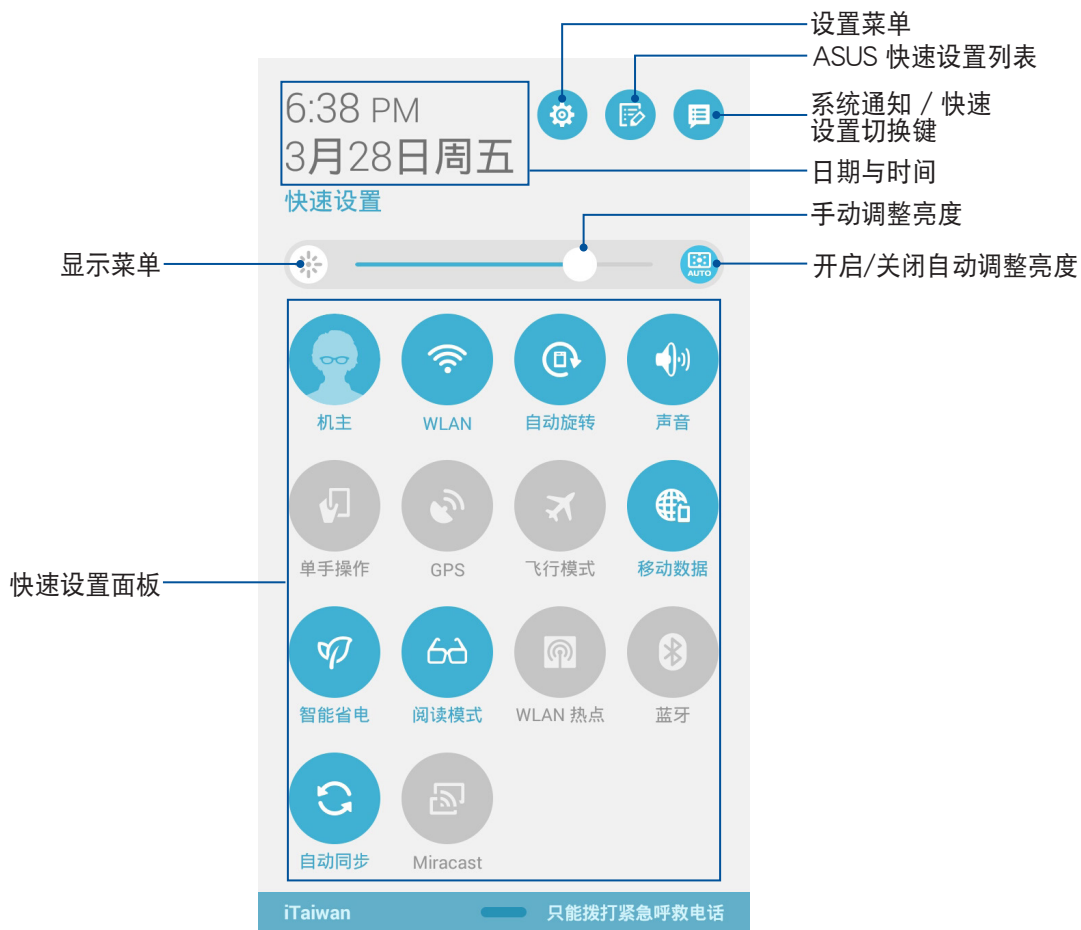 设置菜单
ASUS 快速设置列表
系统通知 / 快速
设置切换键
6:38 PM
3月28日周五
日期与时间
快速设置
手动调整亮度
显示菜单
AUTO
开启/关闭自动调整亮度
机主
WLAN
自动旋转
声音
单手操作
GPS
飞行模式
移动数据
快速设置面板
智能省电
阅读模式
WLAN 热点
蓝牙
自动同步
Miracast
iTaiwan
只能拨打紧急呼救电话